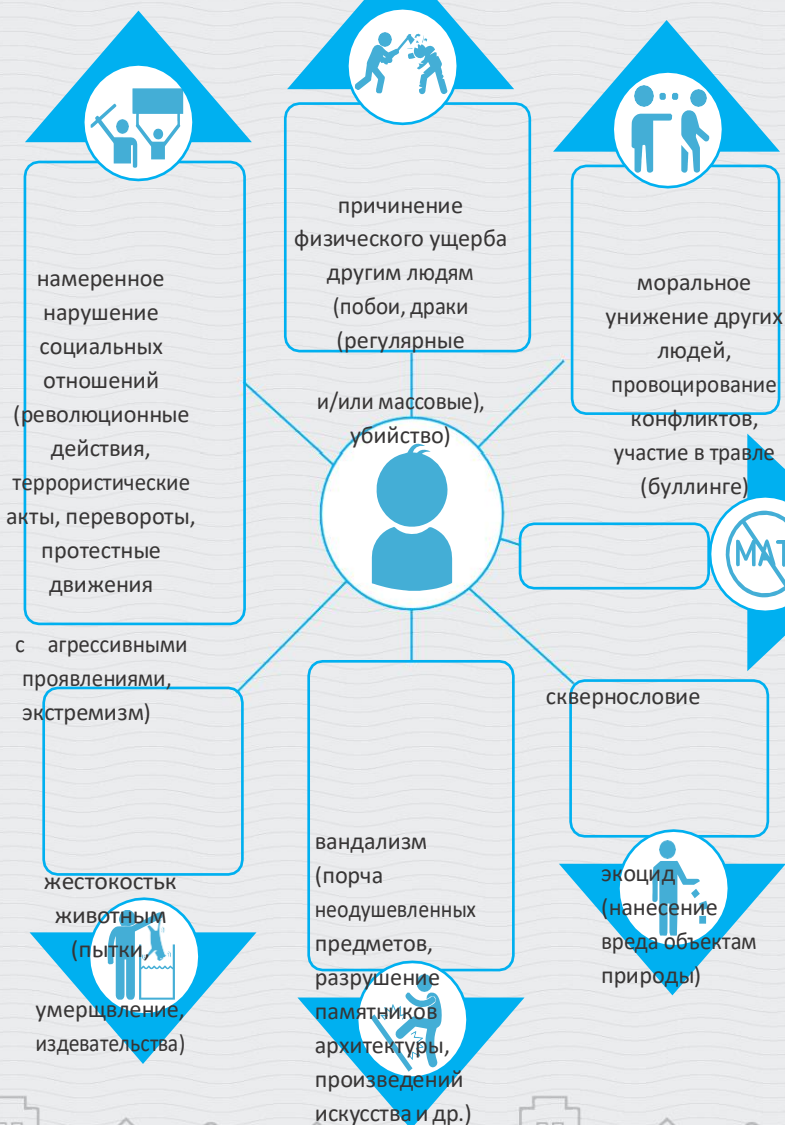 причинение
физического ущерба
другим людям
(побои, драки
(регулярные
и/или массовые),
убийство)
намеренное
нарушение
социальных
отношений
(революционные
действия,
террористические
акты, перевороты,
протестные
движения
с агрессивными
проявлениями,
экстремизм)
моральное
унижение других
людей,
провоцирование
конфликтов,
участие в травле
(буллинге)
МАТ
сквернословие
жестокостьк
животным
(пытки,
умерщвление,
издевательства)
вандализм
(порча
неодушевленных
предметов,
разрушение
памятников
архитектуры,
произведений
искусства и др.)
экоцид
(нанесение
вреда объектам
природы)